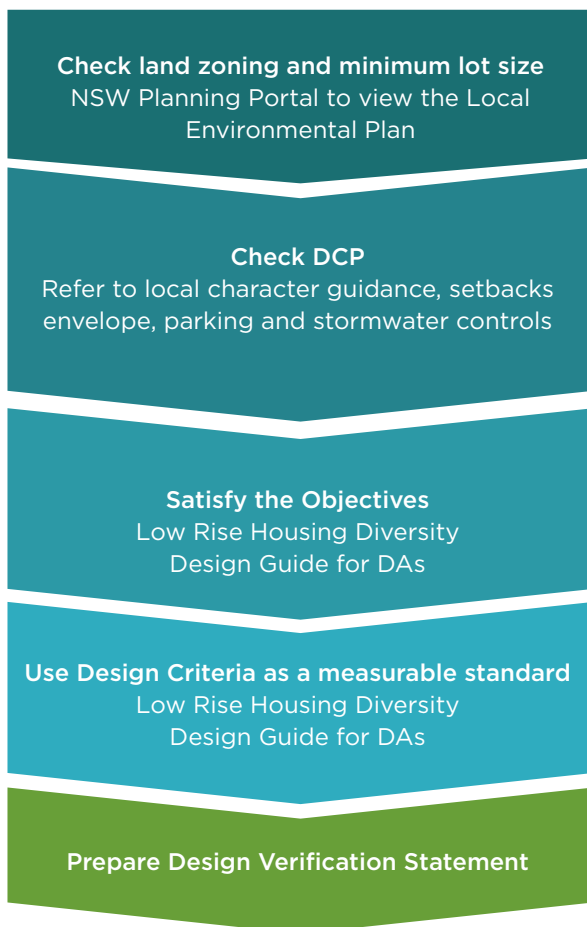 Check land zoning and minimum lot size
NSW Planning Portal to view the Local
Environmental Plan
Check DCP
Refer to local character guidance, setbacks
envelope, parking and stormwater controls
Satisfy the Objectives
Low Rise Housing Diversity
Design Guide for DAs
Use Design Criteria as a measurable standard
Low Rise Housing Diversity
Design Guide for DAs
Prepare Design Verification Statement